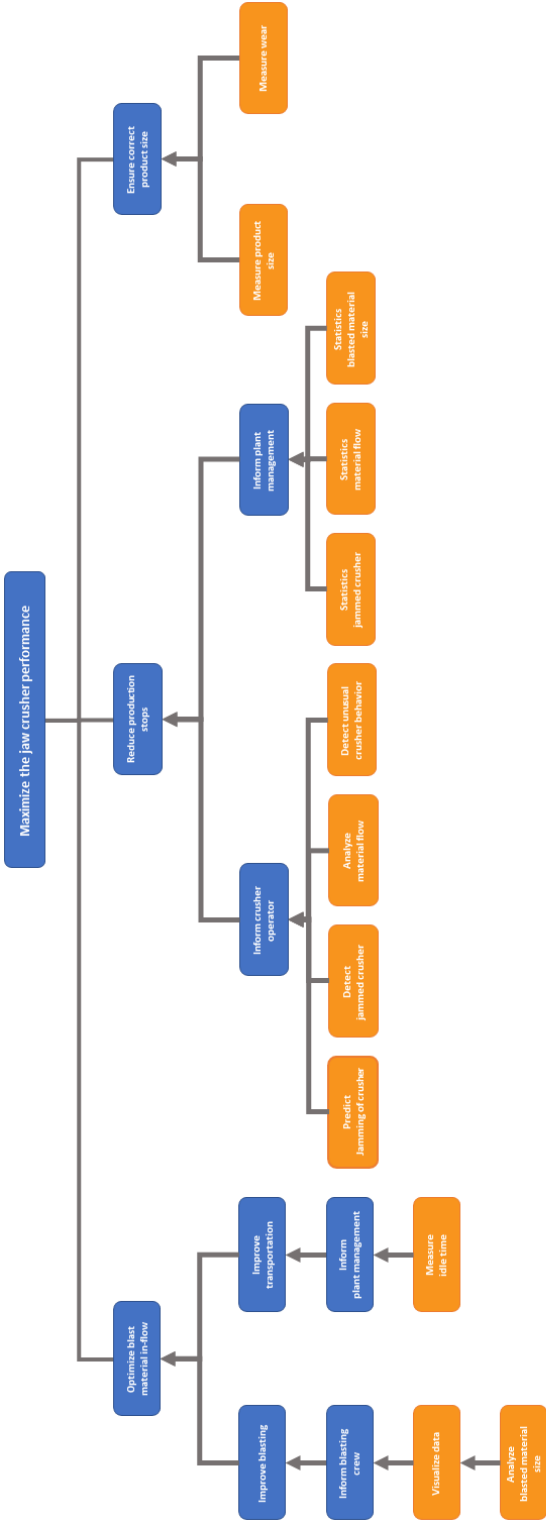 Maximize the jaw crusher performance
Optimize blast
material in-flow
Reduce production
stops
Ensure correct
product size
Improve blasting
Improve
transportation
Inform crusher
operator
Inform plant
management
Measure product
size
Measure wear
Inform blasting
crew
Inform
plant management
Predict
Jamming of crusher
Detect
jammed crusher
Analyze
material flow
Detect unusual
crusher behavior
Statistics
jammed crusher
Statistics
material flow
Statistics
blasted material
size
Visualize data
Measure
idle time
Analyze
blasted material
size